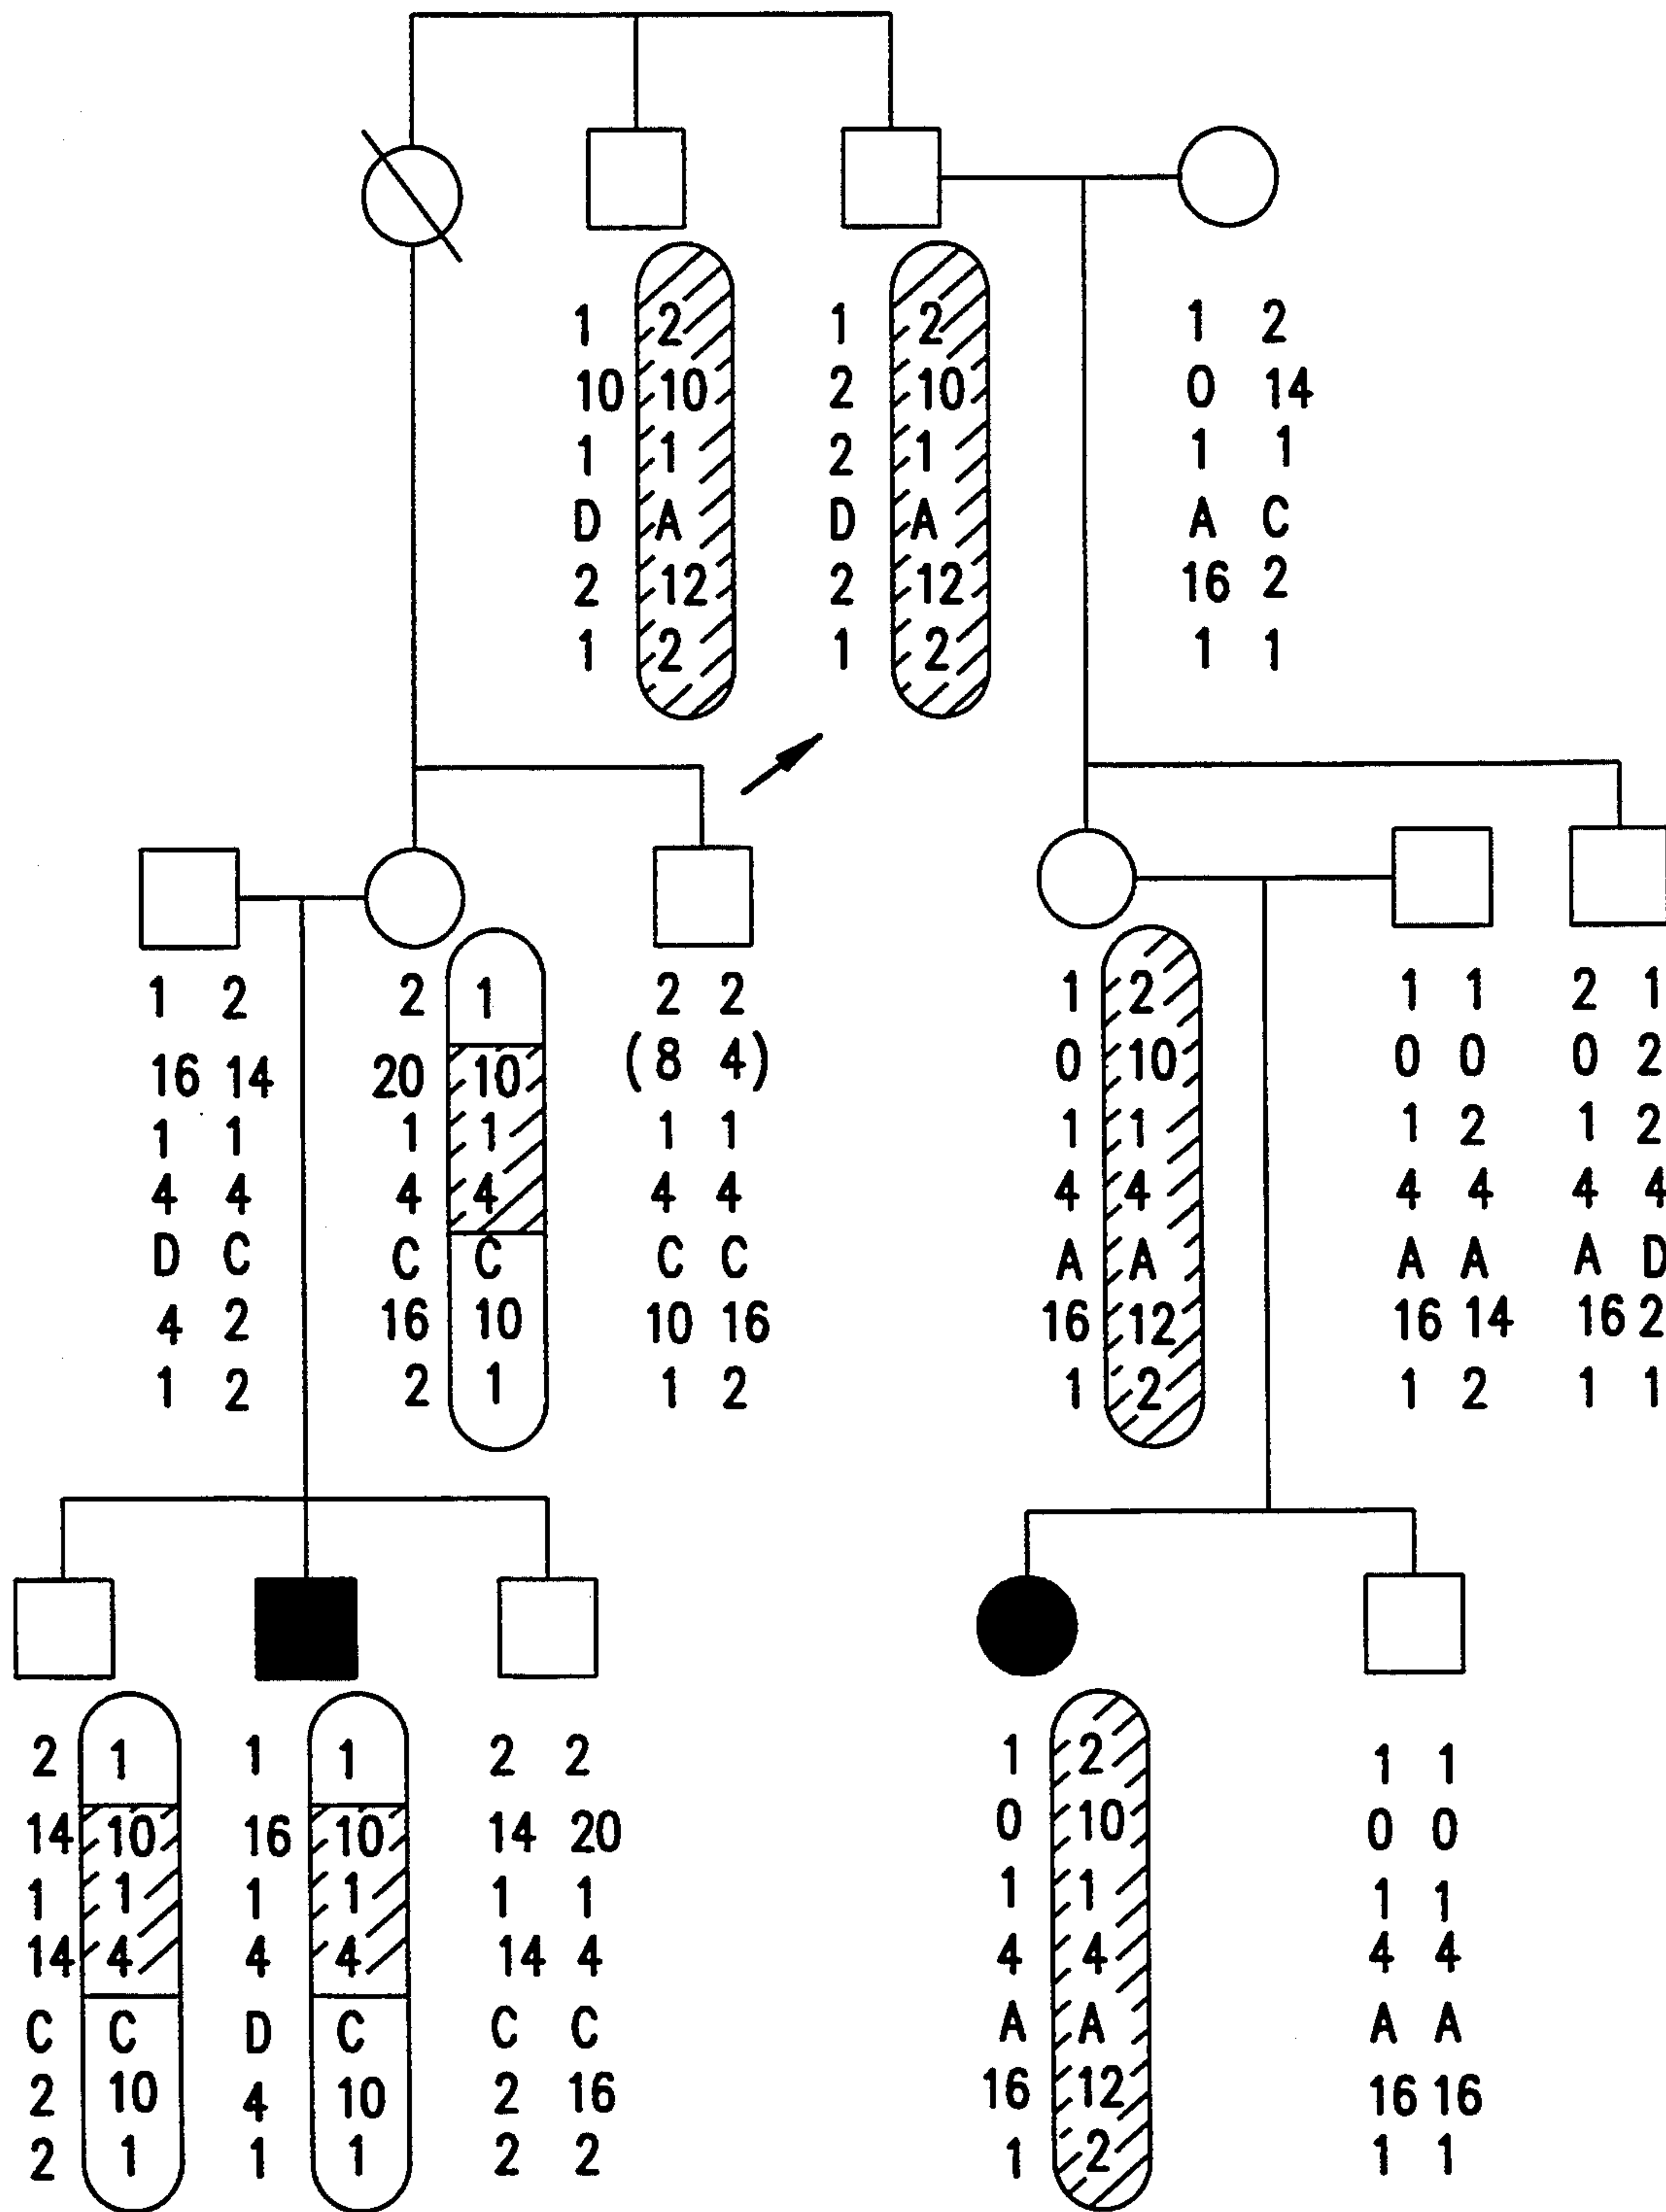 1 2 1 2 1 2
10 10 2 10 0 14
1 1 2 1 1 1
D A D A A C
2 12 2 12 16 2
1 2 1 2 1 1
1 2 2 1 2 2 1 2 1 1 2 1
16 14 20 10 (8 4) 0 10 0 0 0 2
1 1 1 1 1 1 1 1 1 2 1 2
4 4 4 4 4 4 4 4 4 4 4 4
D C C C C C A A A A A D
4 2 16 10 10 16 16 12 16 14 16 2
1 2 2 1 1 2 1 2 1 2 1 1
2 1 1 1 2 2 1 2 1 1
14 10 16 10 14 20 0 10 0 0
1 1 1 1 1 1 1 1 1 1
14 4 4 4 14 4 4 4 4 4
C C D C C C A A A A
2 10 4 10 2 16 16 12 16 16
2 1 1 1 2 2 1 2 1 1